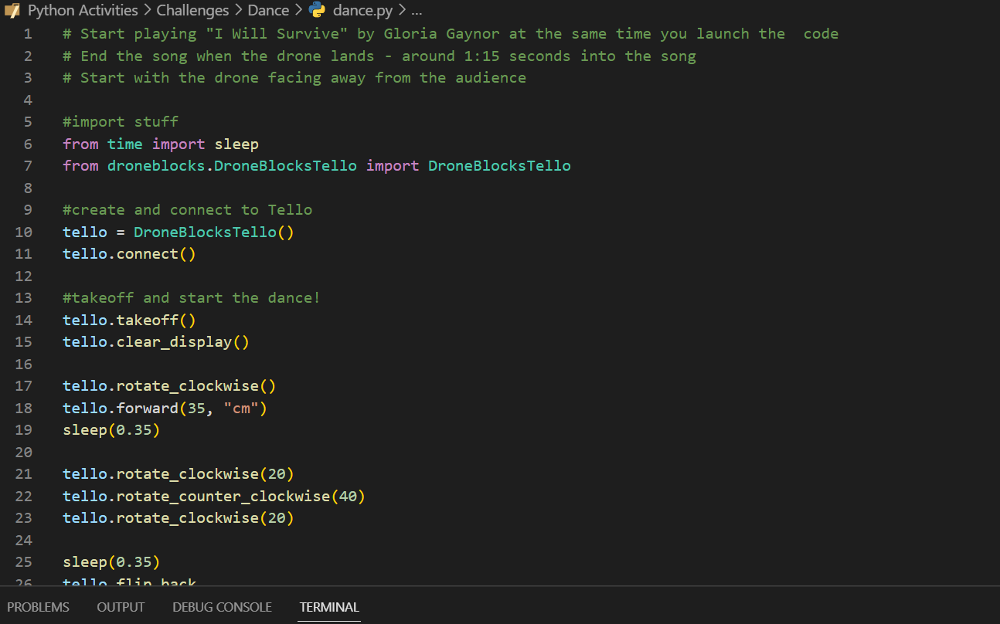 Python Activities > Challenges > Dance > dance.py > ...
1 # Start playing "I Will Survive" by Gloria Gaynor at the same time you launch the  code
2 # End the song when the drone lands - around 1:15 seconds into the song
3 # Start with the drone facing away from the audience
4
5 #import stuff
6 from time import sleep
7 from droneblocks.DroneBlocksTello import DroneBlocksTello
8
9 #create and connect to Tello
10 tello = DroneBlocksTello()
11 tello.connect()
12
13 #takeoff and start the dance!
14 tello.takeoff()
15 tello.clear_display()
16
17 tello.rotate_clockwise()
18 tello.forward(35, "cm")
19 sleep(0.35)
20
21 tello.rotate_clockwise(20)
22 tello.rotate_counter_clockwise(40)
23 tello.rotate_clockwise(20)
24
25 sleep(0.35)
26 tello.flip_back
PROBLEMS OUTPUT DEBUG CONSOLE TERMINAL